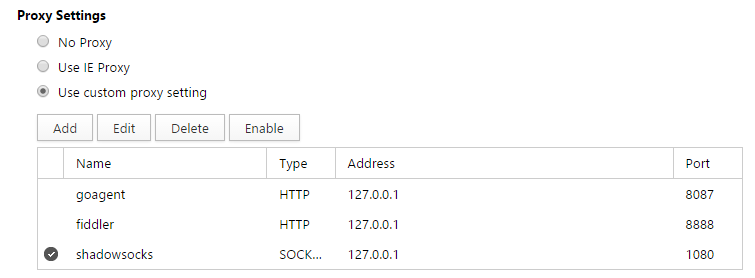 Proxy Settings
No Proxy
Use IE Proxy
Use custom proxy setting
Add Edit Delete Enable
Name Type Address Port
goagent HTTP 127.0.0.1 8087
fiddler HTTP 127.0.0.1 8888
shadowsocks SOCK... 127.0.0.1 1080